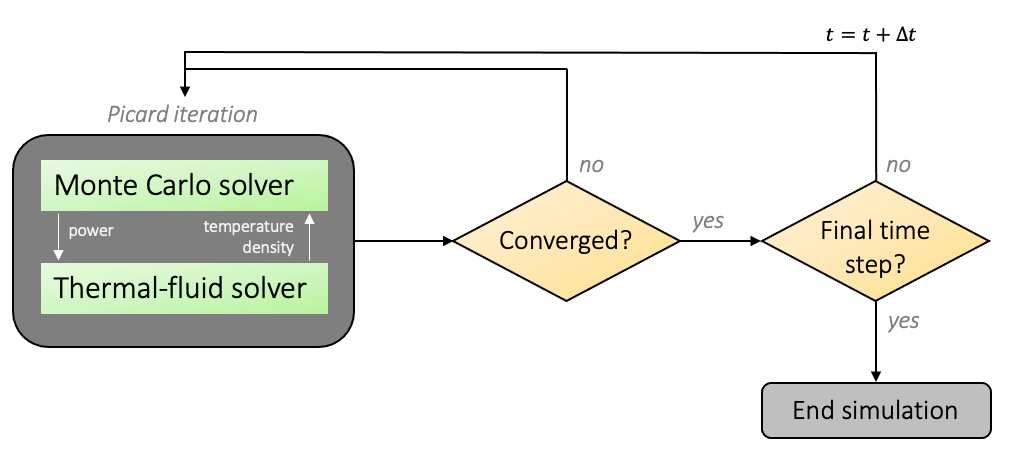 t = t + Δt
Picard iteration
Monte Carlo solver
power
temperature
density
Thermal-fluid solver
no
Converged?
yes
no
Final time
step?
yes
End simulation